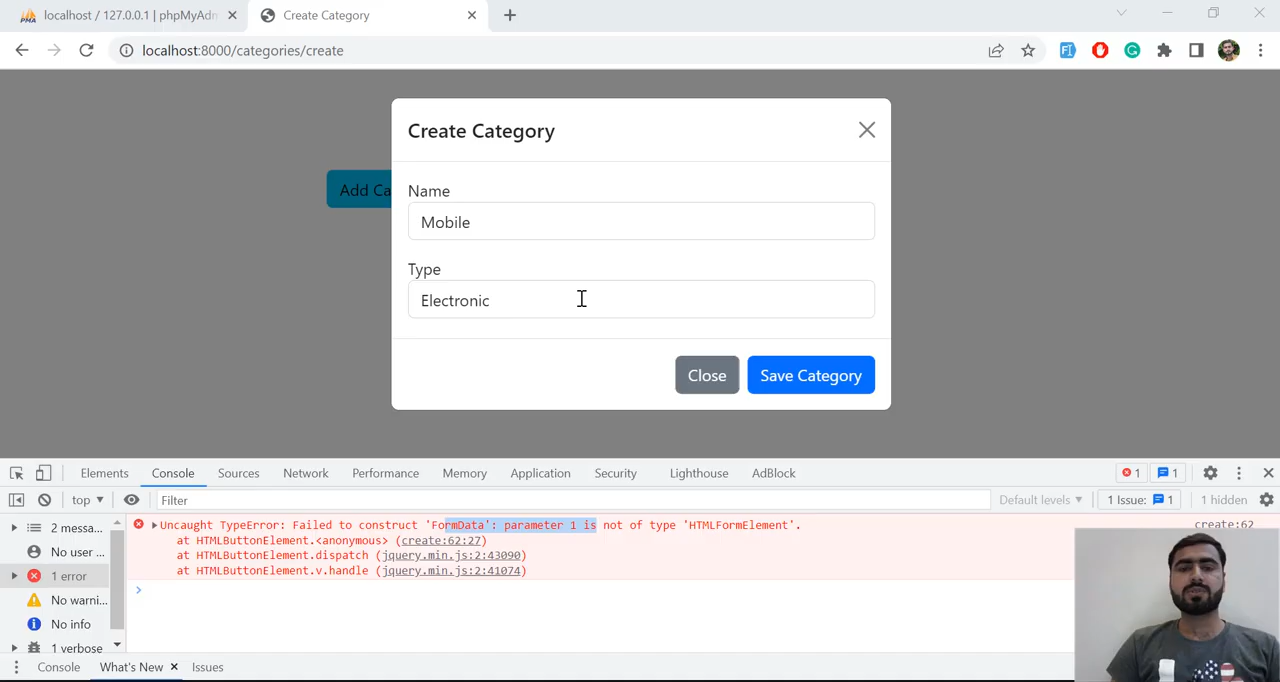 localhost / 127.0.0.1 | phpMyAdm
Create Category
localhost:8000/categories/create
Create Category
Add Ca
Name
Mobile
Type
Electronic
Close
Save Category
Elements
Console
Sources
Network
Performance
Memory
Application
Security
Lighthouse
AdBlock
1
1
top
Filter
Default levels
1 Issue: 1
1 hidden
2 messa...
No user ...
1 error
No warni...
No info
1 verbose
Uncaught TypeError: Failed to construct 'FormData': parameter 1 is not of type 'HTMLFormElement'.
create:62
at HTMLButtonElement.<anonymous> (create:62:27)
at HTMLButtonElement.dispatch (jquery.min.js:2:43090)
at HTMLButtonElement.v.handle (jquery.min.js:2:41074)
Console
What's New
Issues